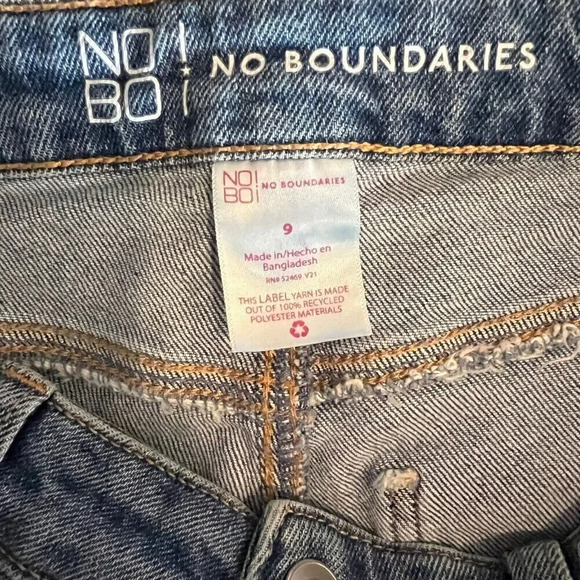 NO!
BO!
NO BOUNDARIES
NO!
BO!
NO BOUNDARIES
9
Made in/Hecho en
Bangladesh
RN# 52469 V21
THIS LABEL YARN IS MADE
OUT OF 100% RECYCLED
POLYESTER MATERIALS